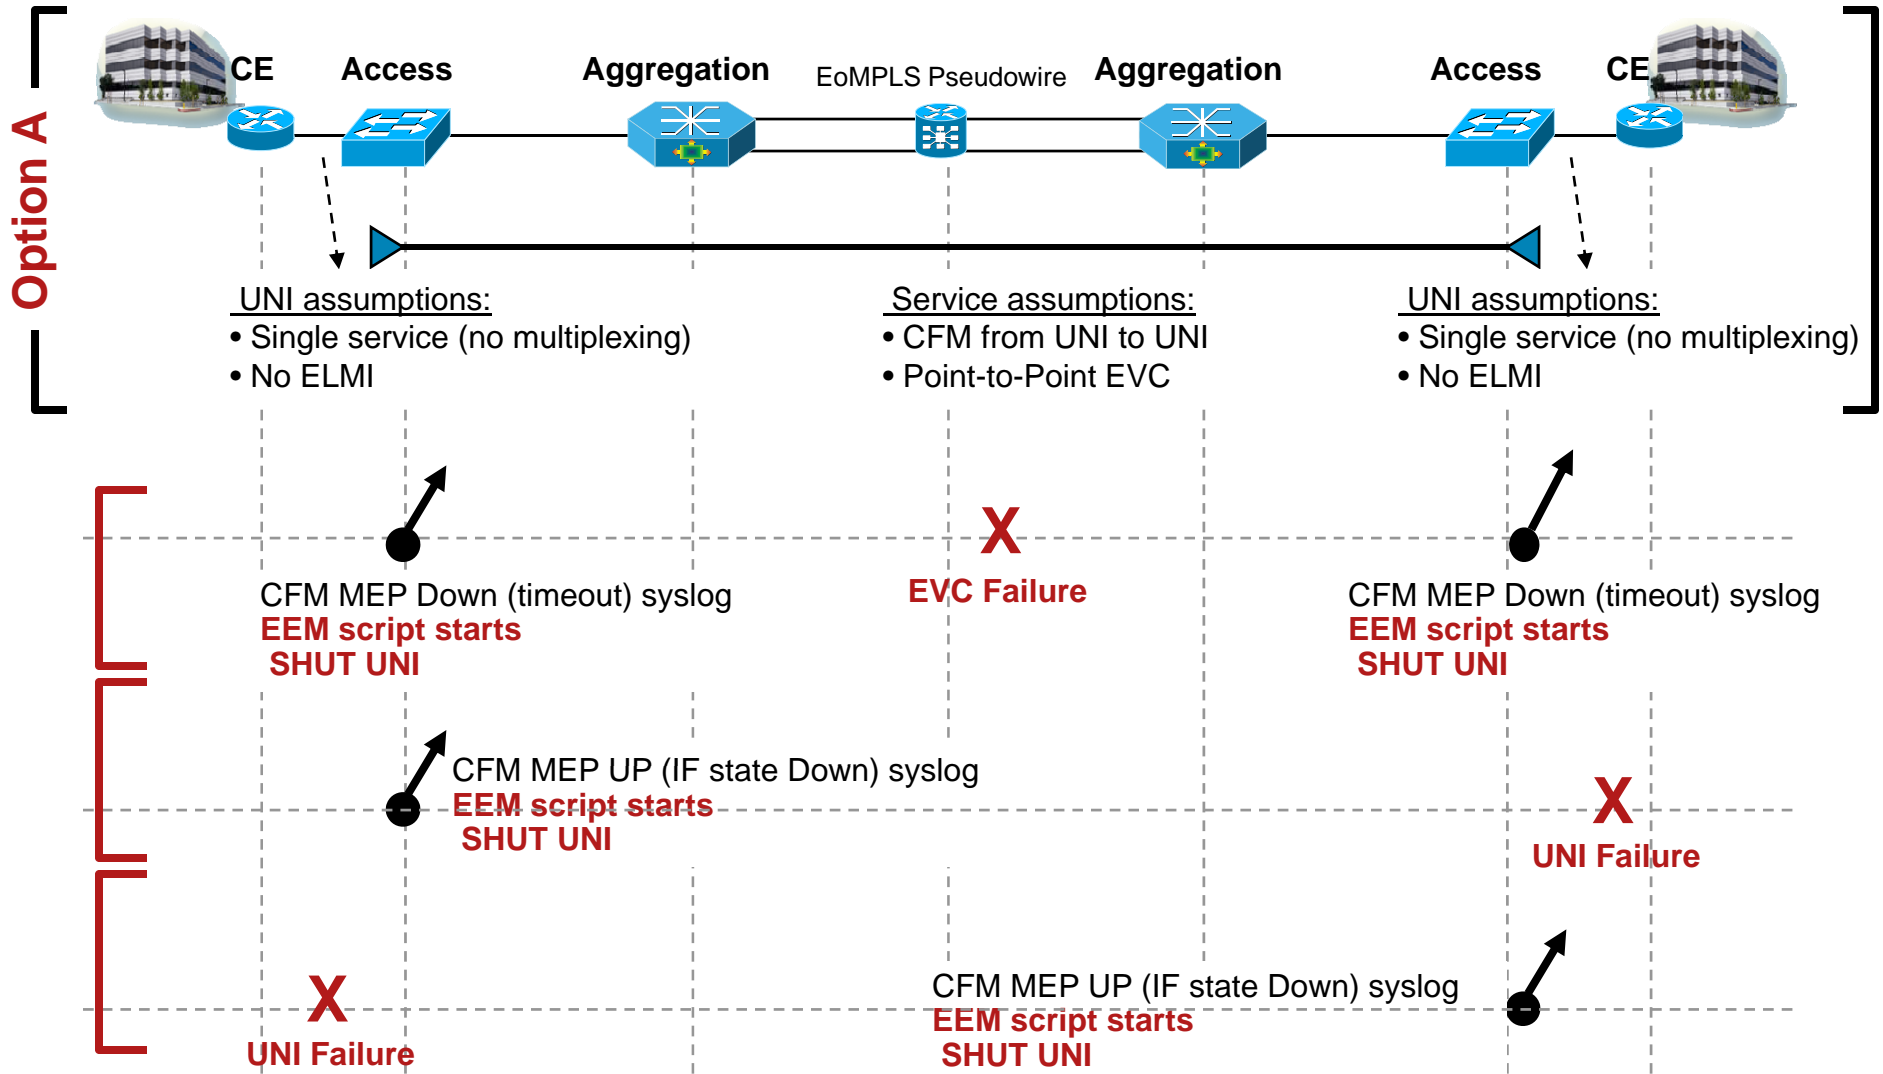 Option A
CE
Access
Aggregation
EoMPLS Pseudowire
Aggregation
Access
CE
UNI assumptions:
• Single service (no multiplexing)
• No ELMI
Service assumptions:
• CFM from UNI to UNI
• Point-to-Point EVC
UNI assumptions:
• Single service (no multiplexing)
• No ELMI
CFM MEP Down (timeout) syslog
EEM script starts
SHUT UNI
X
EVC Failure
CFM MEP Down (timeout) syslog
EEM script starts
SHUT UNI
CFM MEP UP (IF state Down) syslog
EEM script starts
SHUT UNI
X
UNI Failure
X
UNI Failure
CFM MEP UP (IF state Down) syslog
EEM script starts
SHUT UNI